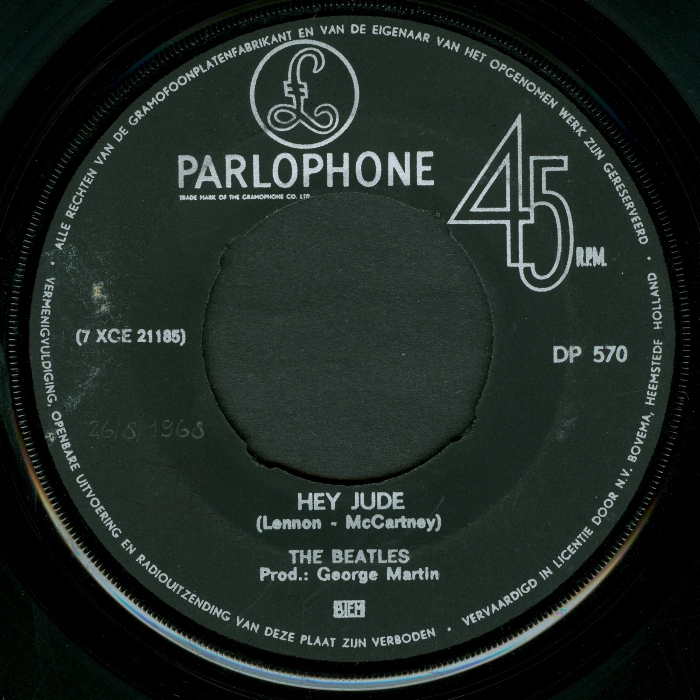 ALLE RECHTEN VAN DE GRAMOFOONPLATENFABRIKANT EN VAN DE EIGENAAR VAN HET OPGENOMEN WERK ZIJN GERESERVEERD •
£
PARLOPHONE
TRADE MARK OF THE GRAMOPHONE CO. LTD
45
R.P.M.
(7 XCE 21185)
DP 570
26.8.1968
HEY JUDE
(Lennon - McCartney)
THE BEATLES
Prod.: George Martin
BIEM
• VERMENIGVULDIGING, OPENBARE UITVOERING EN RADIOUITZENDING VAN DEZE PLAAT ZIJN VERBODEN •
VERVAARDIGD IN LICENTIE DOOR N.V. BOVEMA, HEEMSTEDE HOLLAND •